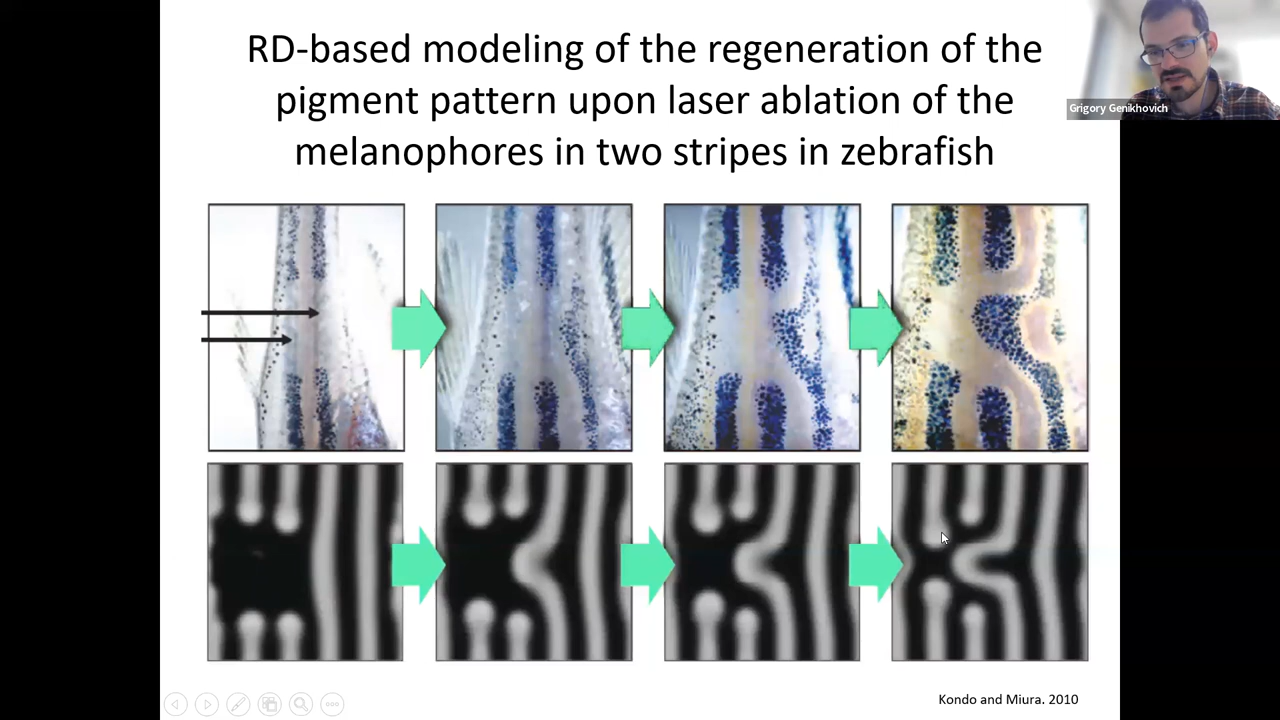 RD-based modeling of the regeneration of the
pigment pattern upon laser ablation of the
melanophores in two stripes in zebrafish
Grigory Genikhovich
Kondo and Miura. 2010